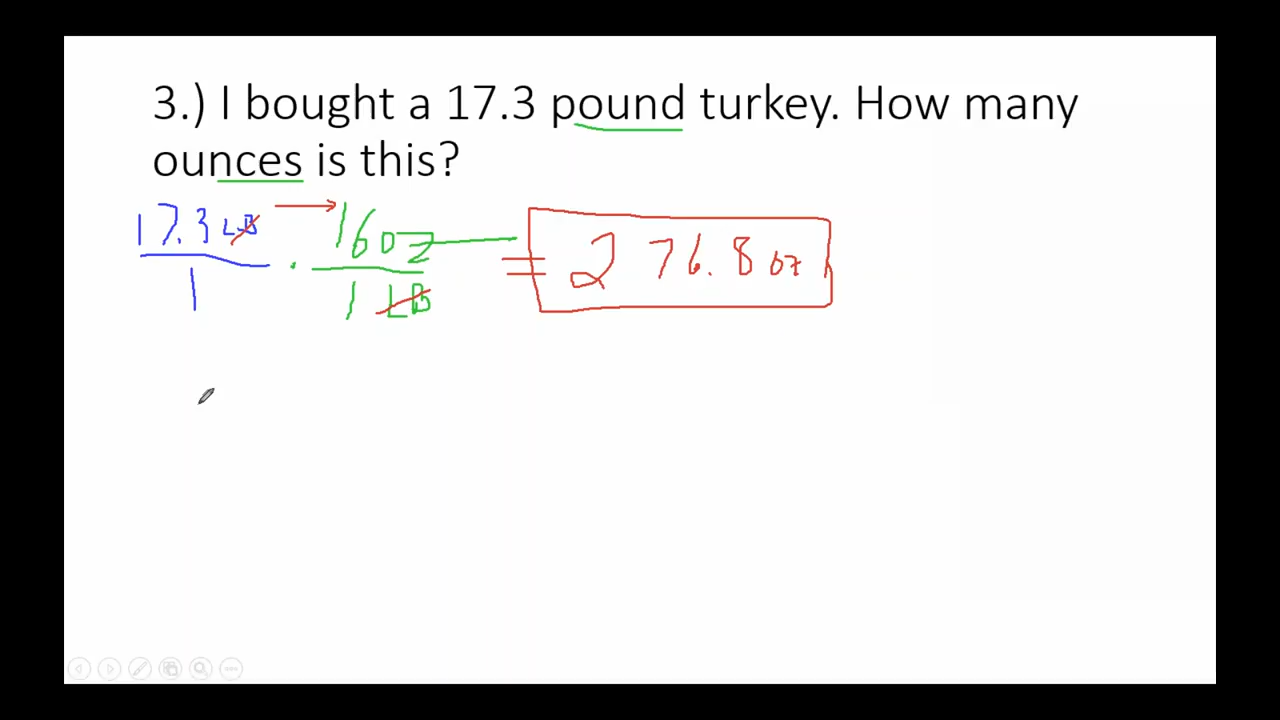 3.) I bought a 17.3 pound turkey. How many
ounces is this?
17.3 LB → 16 oz = 276.8 oz
1 · 1 LB